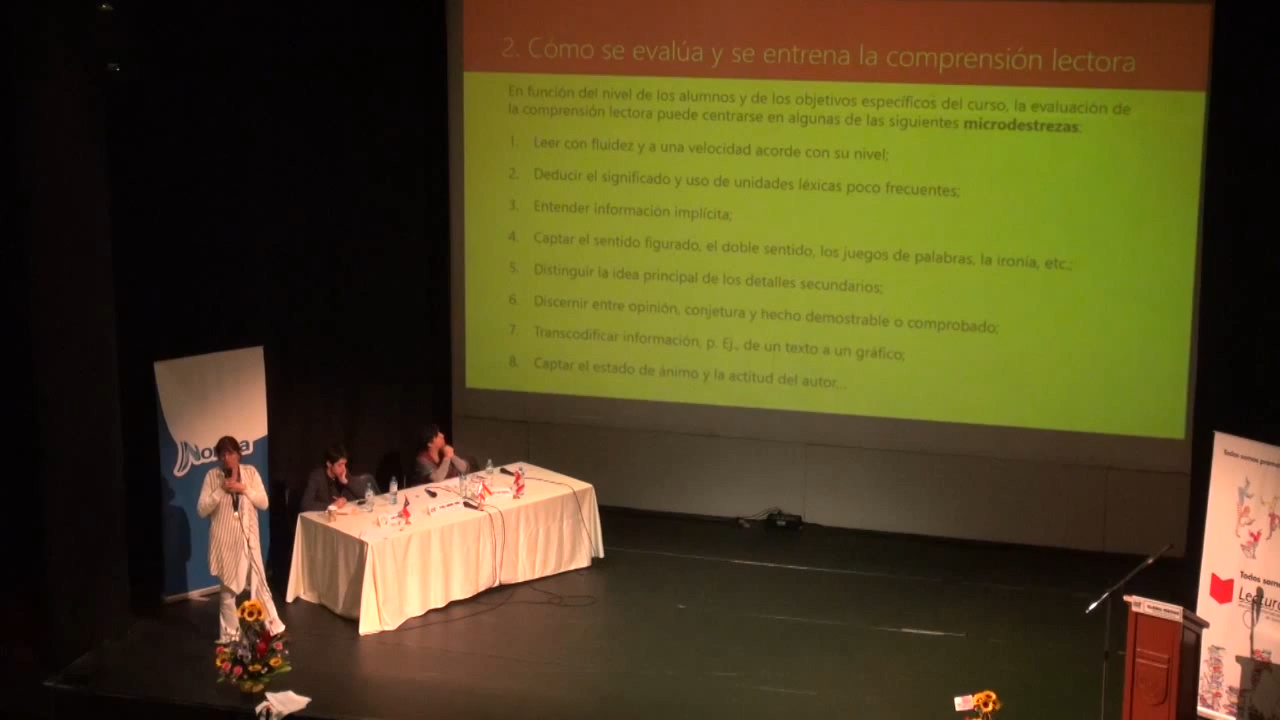 2. Cómo se evalúa y se entrena la comprensión lectora
En función del nivel de los alumnos y de los objetivos específicos del curso, la evaluación de
la comprensión lectora puede centrarse en algunas de las siguientes microdestrezas:
1. Leer con fluidez y a una velocidad acorde con su nivel;
2. Deducir el significado y uso de unidades léxicas poco frecuentes;
3. Entender información implícita;
4. Captar el sentido figurado, el doble sentido, los juegos de palabras, la ironía, etc.;
5. Distinguir la idea principal de los detalles secundarios;
6. Discernir entre opinión, conjetura y hecho demostrable o comprobado;
7. Transcodificar información, p. Ej., de un texto a un gráfico;
8. Captar el estado de ánimo y la actitud del autor...
Todos somos
Todos